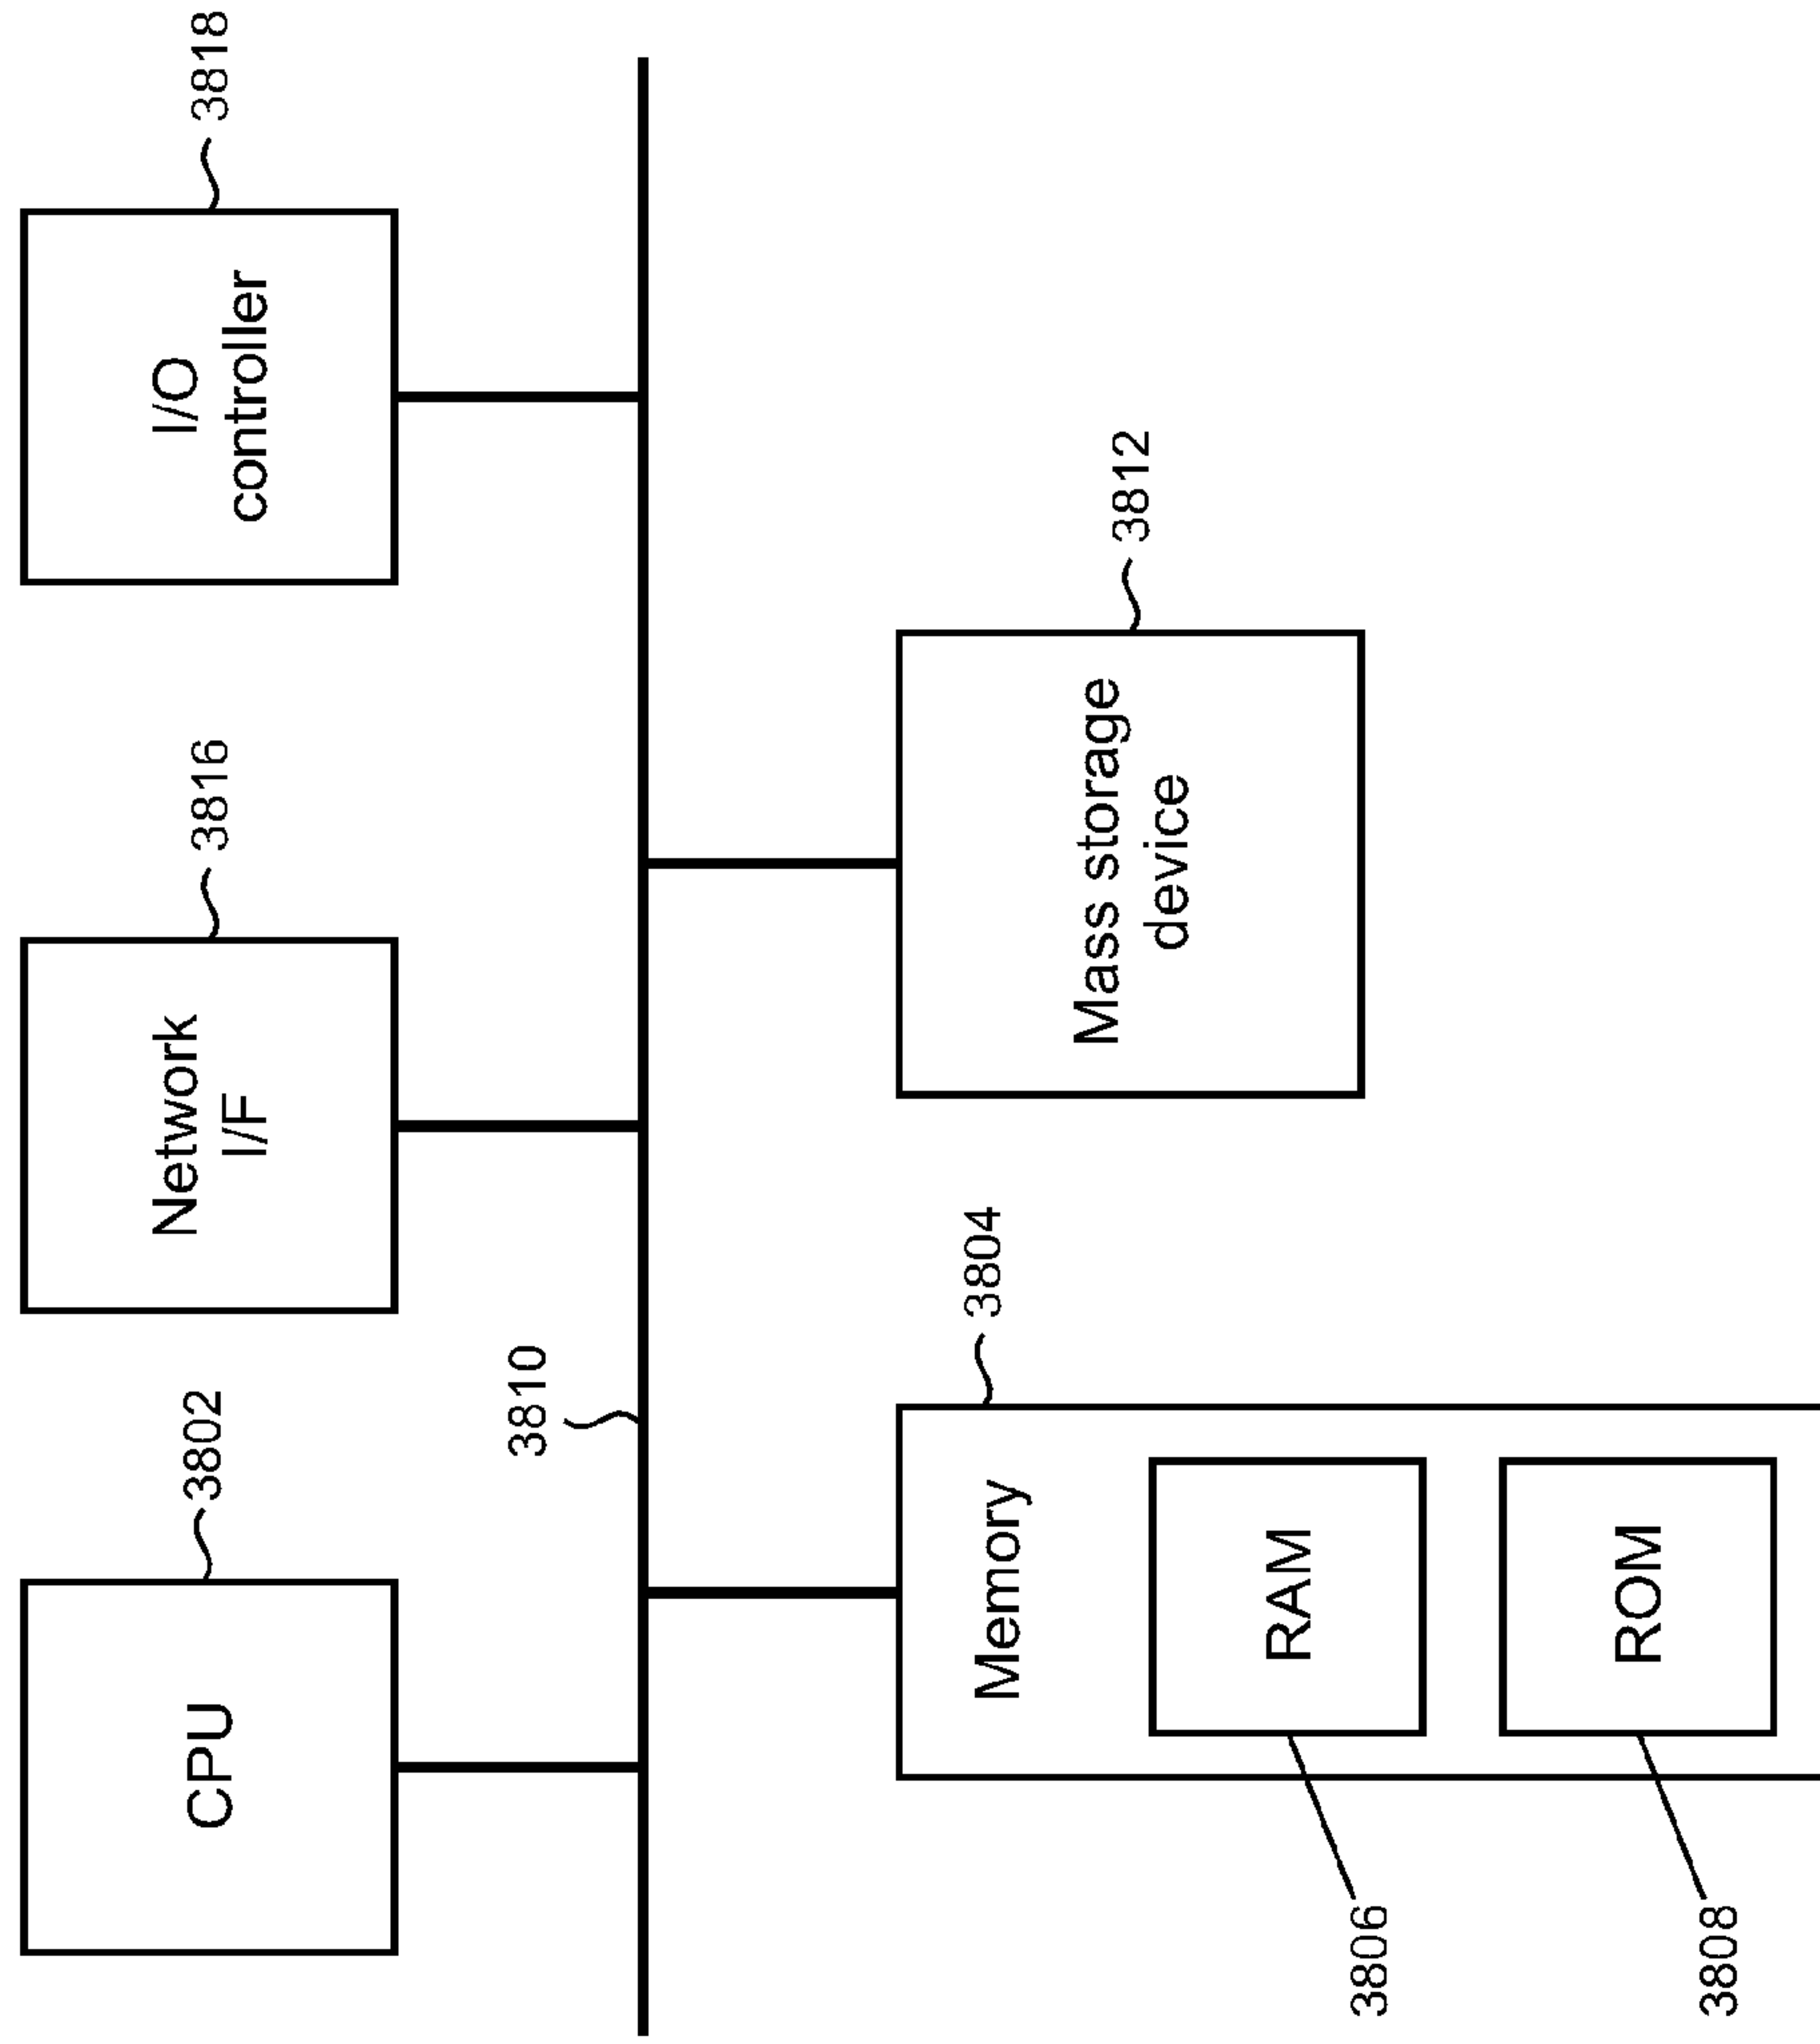 3802
CPU
3816
Network
I/F
3818
I/O
controller
3810
3804
Memory
RAM
3806
ROM
3808
3812
Mass storage
device